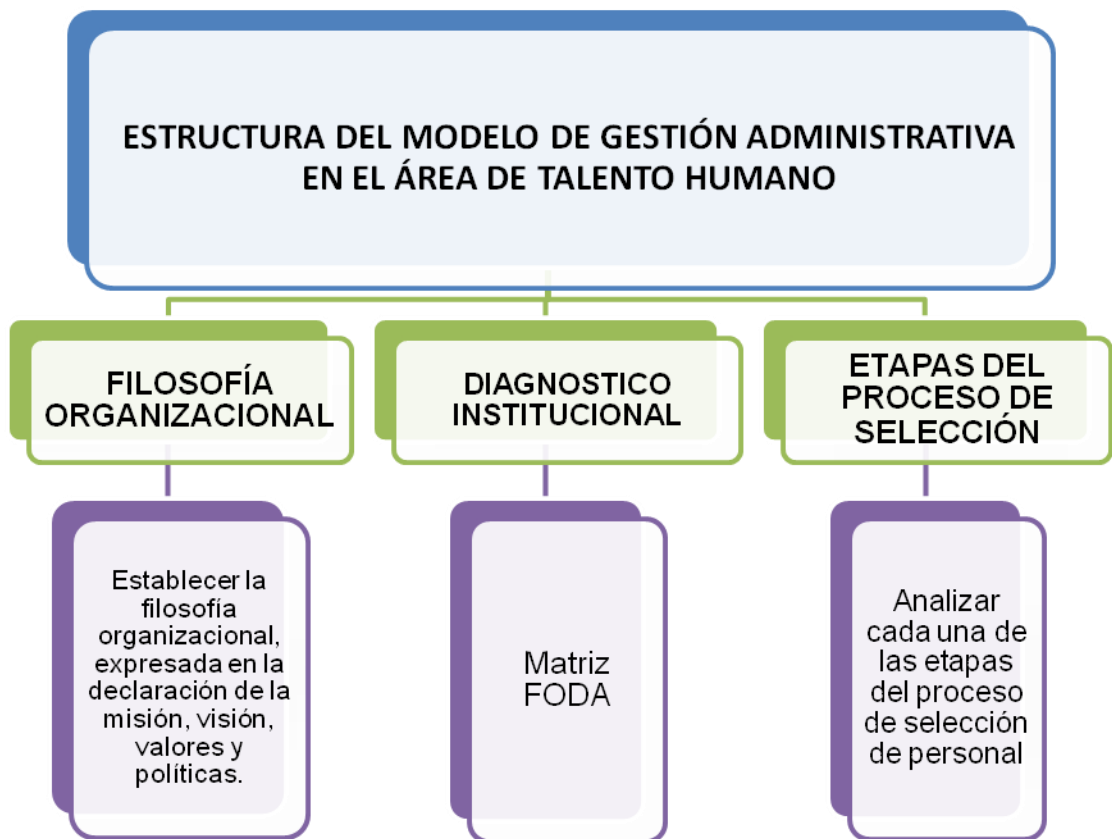 ESTRUCTURA DEL MODELO DE GESTIÓN ADMINISTRATIVA
EN EL ÁREA DE TALENTO HUMANO
FILOSOFÍA
ORGANIZACIONAL
DIAGNOSTICO
INSTITUCIONAL
ETAPAS DEL
PROCESO DE
SELECCIÓN
Establecer la
filosofía
organizacional,
expresada en la
declaración de la
misión, visión,
valores y
políticas.
Matriz
FODA
Analizar
cada una de
las etapas
del proceso
de selección
de personal